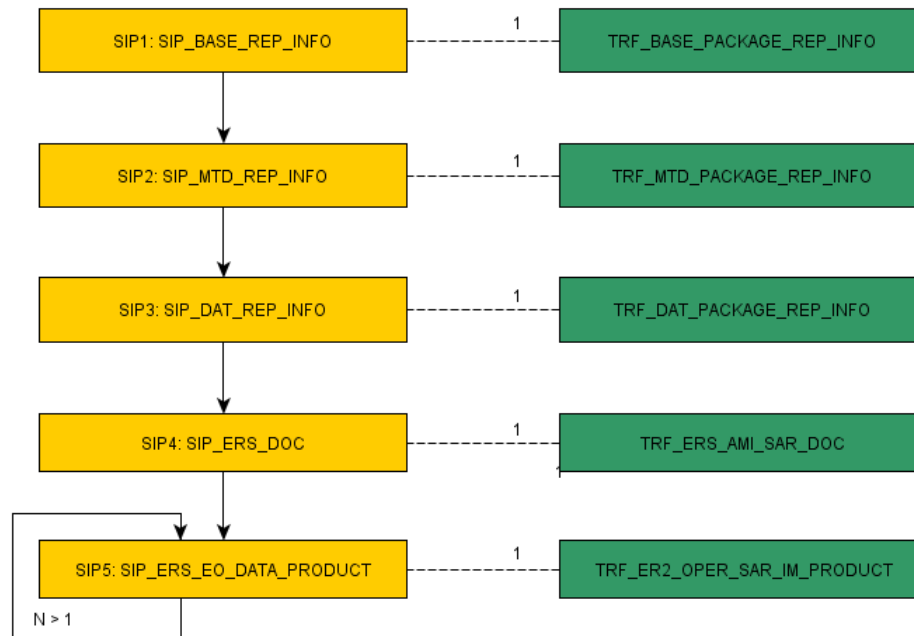 SIP1: SIP_BASE_REP_INFO
1
TRF_BASE_PACKAGE_REP_INFO
SIP2: SIP_MTD_REP_INFO
1
TRF_MTD_PACKAGE_REP_INFO
SIP3: SIP_DAT_REP_INFO
1
TRF_DAT_PACKAGE_REP_INFO
SIP4: SIP_ERS_DOC
1
TRF_ERS_AMI_SAR_DOC
SIP5: SIP_ERS_EO_DATA_PRODUCT
1
TRF_ER2_OPER_SAR_IM_PRODUCT
N > 1